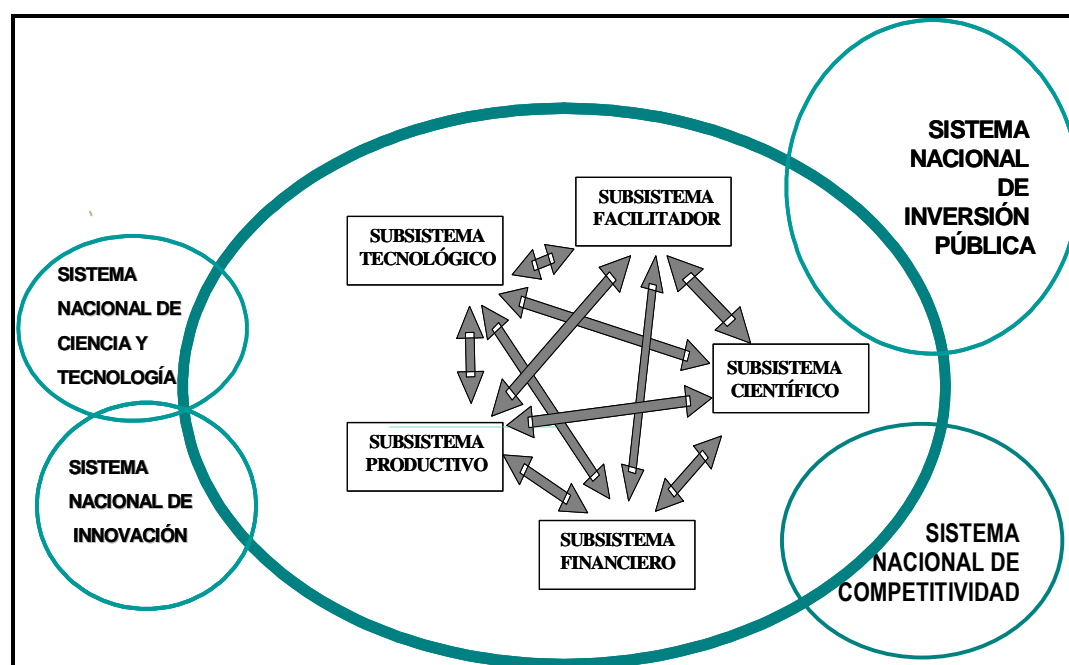 SISTEMA
NACIONAL
DE
INVERSIÓN
PÚBLICA
SUBSISTEMA
FACILITADOR
SUBSISTEMA
TECNOLÓGICO
SISTEMA
NACIONAL DE
CIENCIA Y
TECNOLOGÍA
SUBSISTEMA
CIENTÍFICO
SUBSISTEMA
PRODUCTIVO
SISTEMA
NACIONAL DE
INNOVACIÓN
SUBSISTEMA
FINANCIERO
SISTEMA
NACIONAL DE
COMPETITIVIDAD